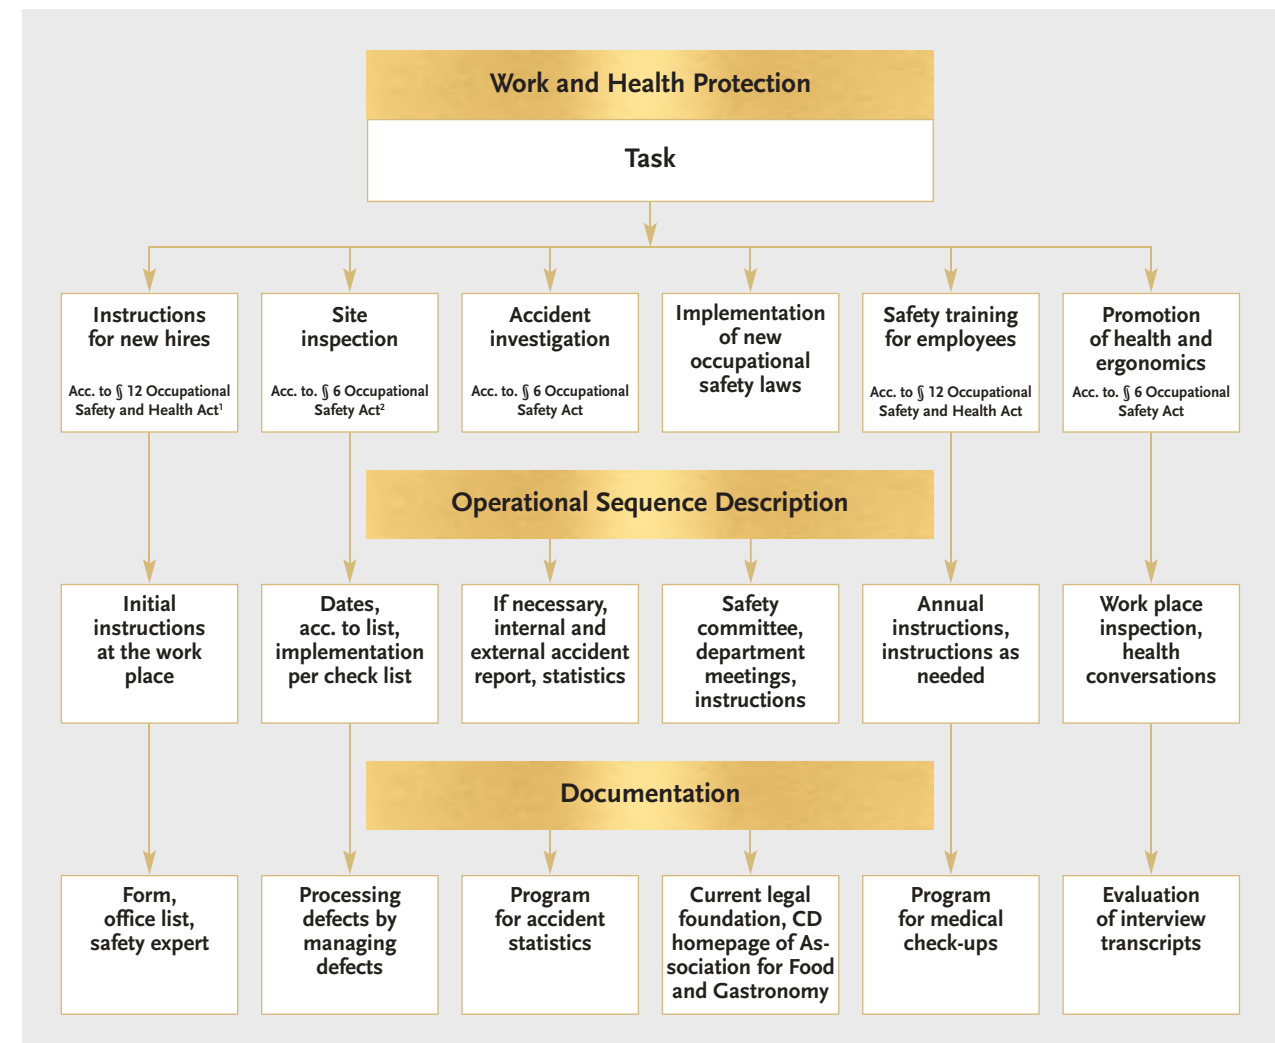 Work and Health Protection
Task
Instructions
for new hires
Acc. to § 12 Occupational
Safety and Health Act¹
Site
inspection
Acc. to. § 6 Occupational
Safety Act²
Accident
investigation
Acc. to. § 6 Occupational
Safety Act
Implementation
of new
occupational
safety laws
Safety training
for employees
Acc. to § 12 Occupational
Safety and Health Act
Promotion
of health and
ergonomics
Acc. to. § 6 Occupational
Safety Act
Operational Sequence Description
Initial
instructions
at the work
place
Dates,
acc. to list,
implementation
per check list
If necessary,
internal and
external accident
report, statistics
Safety
committee,
department
meetings,
instructions
Annual
instructions,
instructions as
needed
Work place
inspection,
health
conversations
Documentation
Form,
office list,
safety expert
Processing
defects by
managing
defects
Program
for accident
statistics
Current legal
foundation, CD
homepage of As-
sociation for Food
and Gastronomy
Program
for medical
check-ups
Evaluation
of interview
transcripts